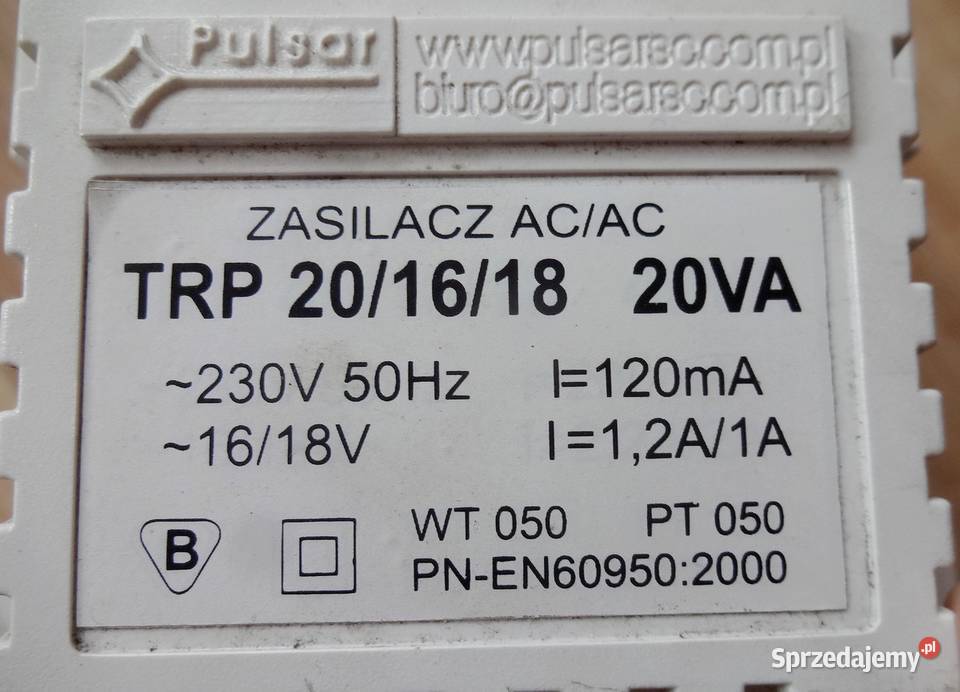 Pulsar
www.pulsarsc.com.pl
biuro@pulsarsc.com.pl
ZASILACZ AC/AC
TRP 20/16/18 20VA
~230V 50Hz I=120mA
~16/18V I=1,2A/1A
B
WT 050 PT 050
PN-EN60950:2000
Sprzedajemy.pl